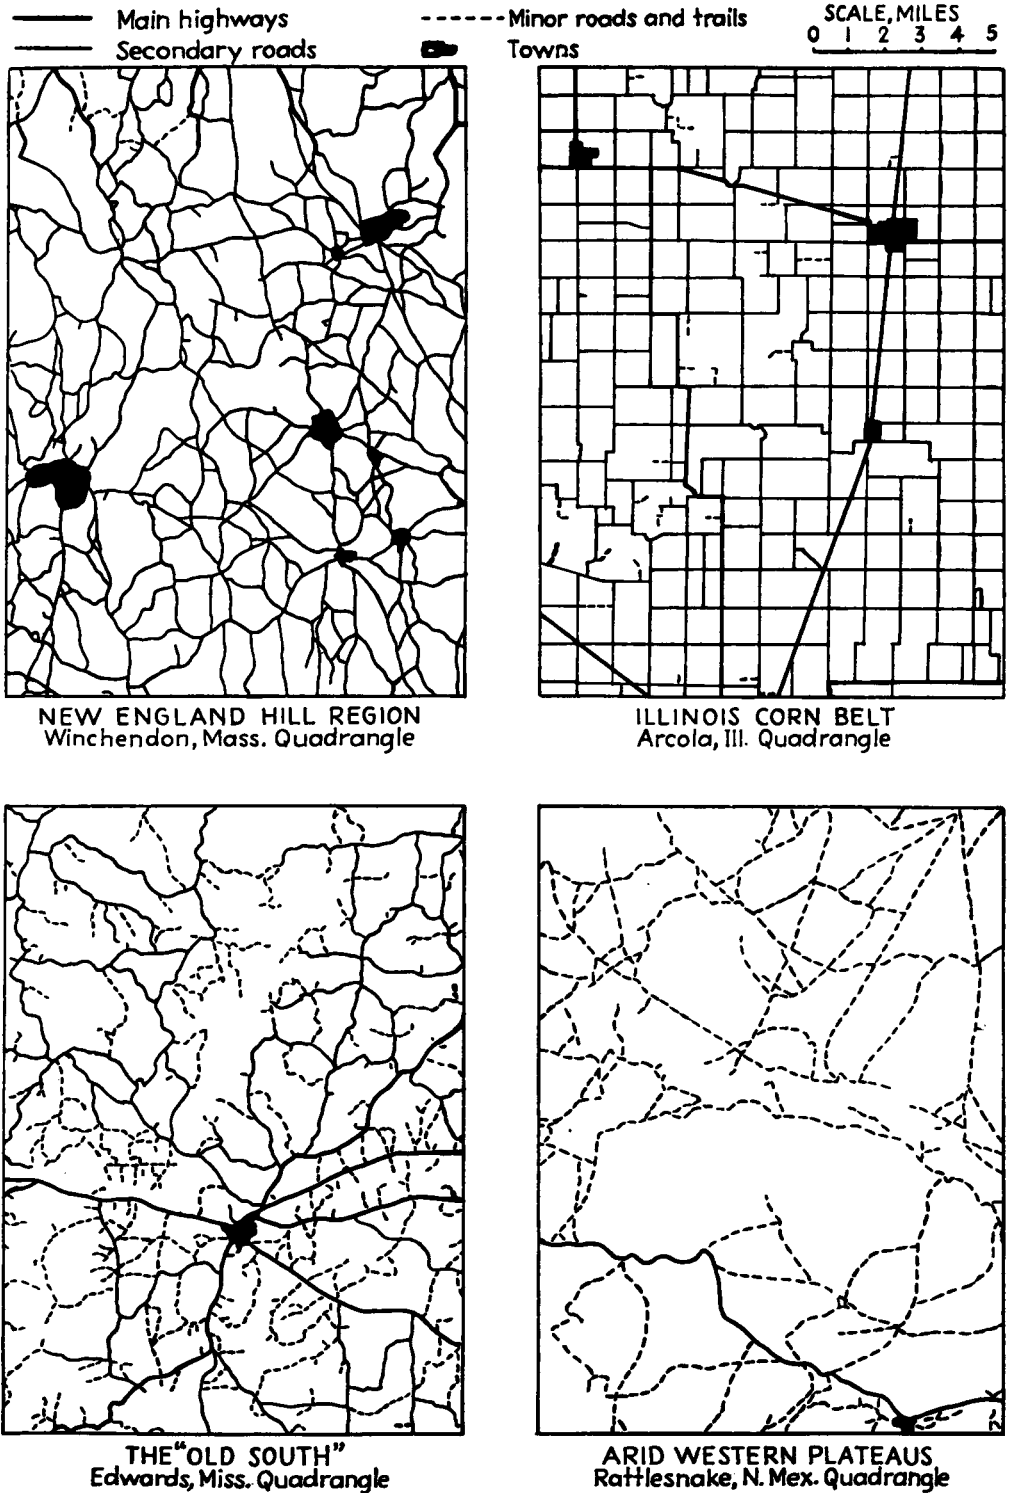 Main highways
Secondary roads
Minor roads and trails
Towns
SCALE, MILES
0 1 2 3 4 5
NEW ENGLAND HILL REGION
Winchendon, Mass. Quadrangle
ILLINOIS CORN BELT
Arcola, Ill. Quadrangle
THE "OLD SOUTH"
Edwards, Miss. Quadrangle
ARID WESTERN PLATEAUS
Rattlesnake, N. Mex. Quadrangle